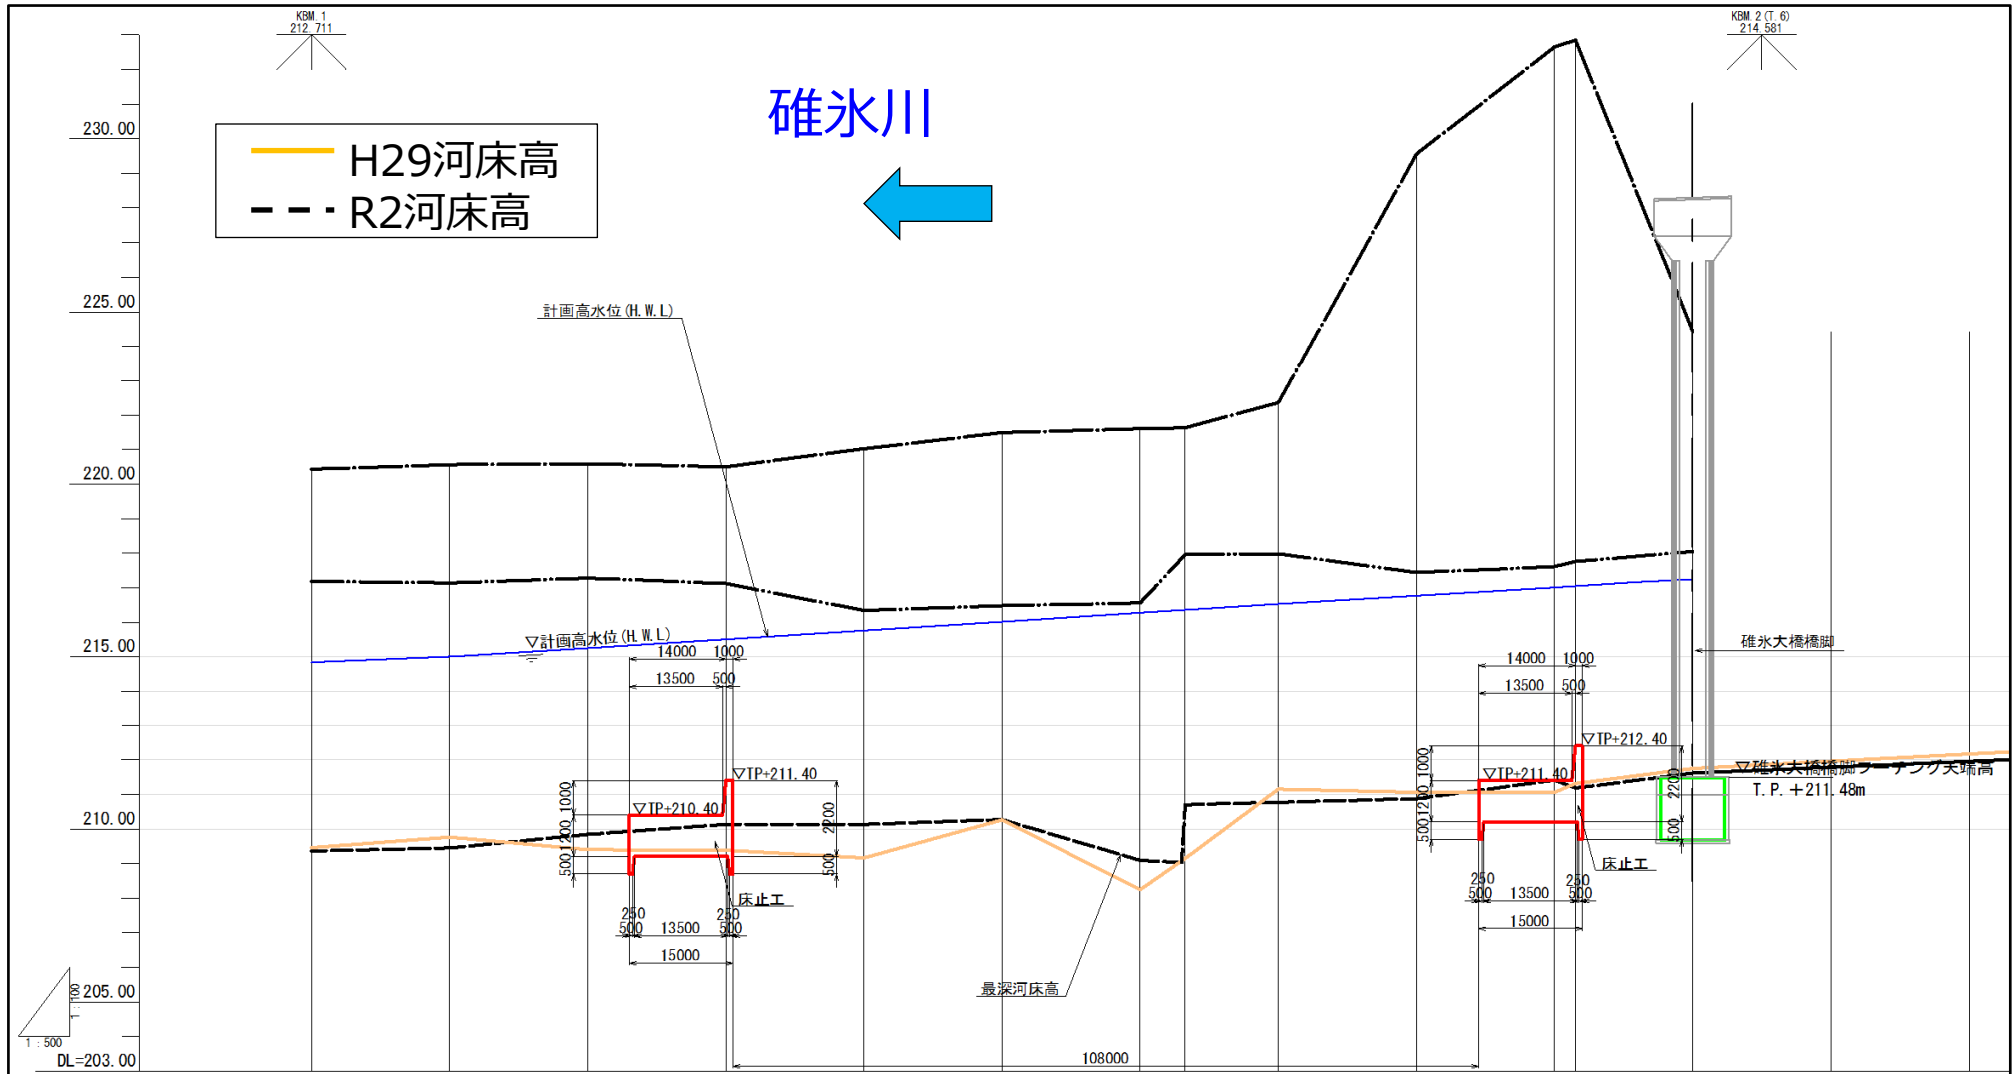 KBM.1
212.711
KBM.2(T.6)
214.581
碓氷川
H29河床高
R2河床高
230.00
225.00
220.00
215.00
210.00
205.00
DL=203.00
計画高水位(H.W.L)
▽計画高水位(H.W.L)
14000 1000
13500 500
14000 1000
13500 500
碓氷大橋橋脚
▽TP+212.40
▽TP+211.40
▽TP+211.40
▽TP+210.40
▽碓氷大橋橋脚フーチング天端高
T.P.+211.48m
1000
1200
500
2200
500
1000
1200
500
2200
500
床止工
床止工
250 250
500 13500 500
15000
250 250
500 13500 500
15000
最深河床高
108000
1:100
1:500